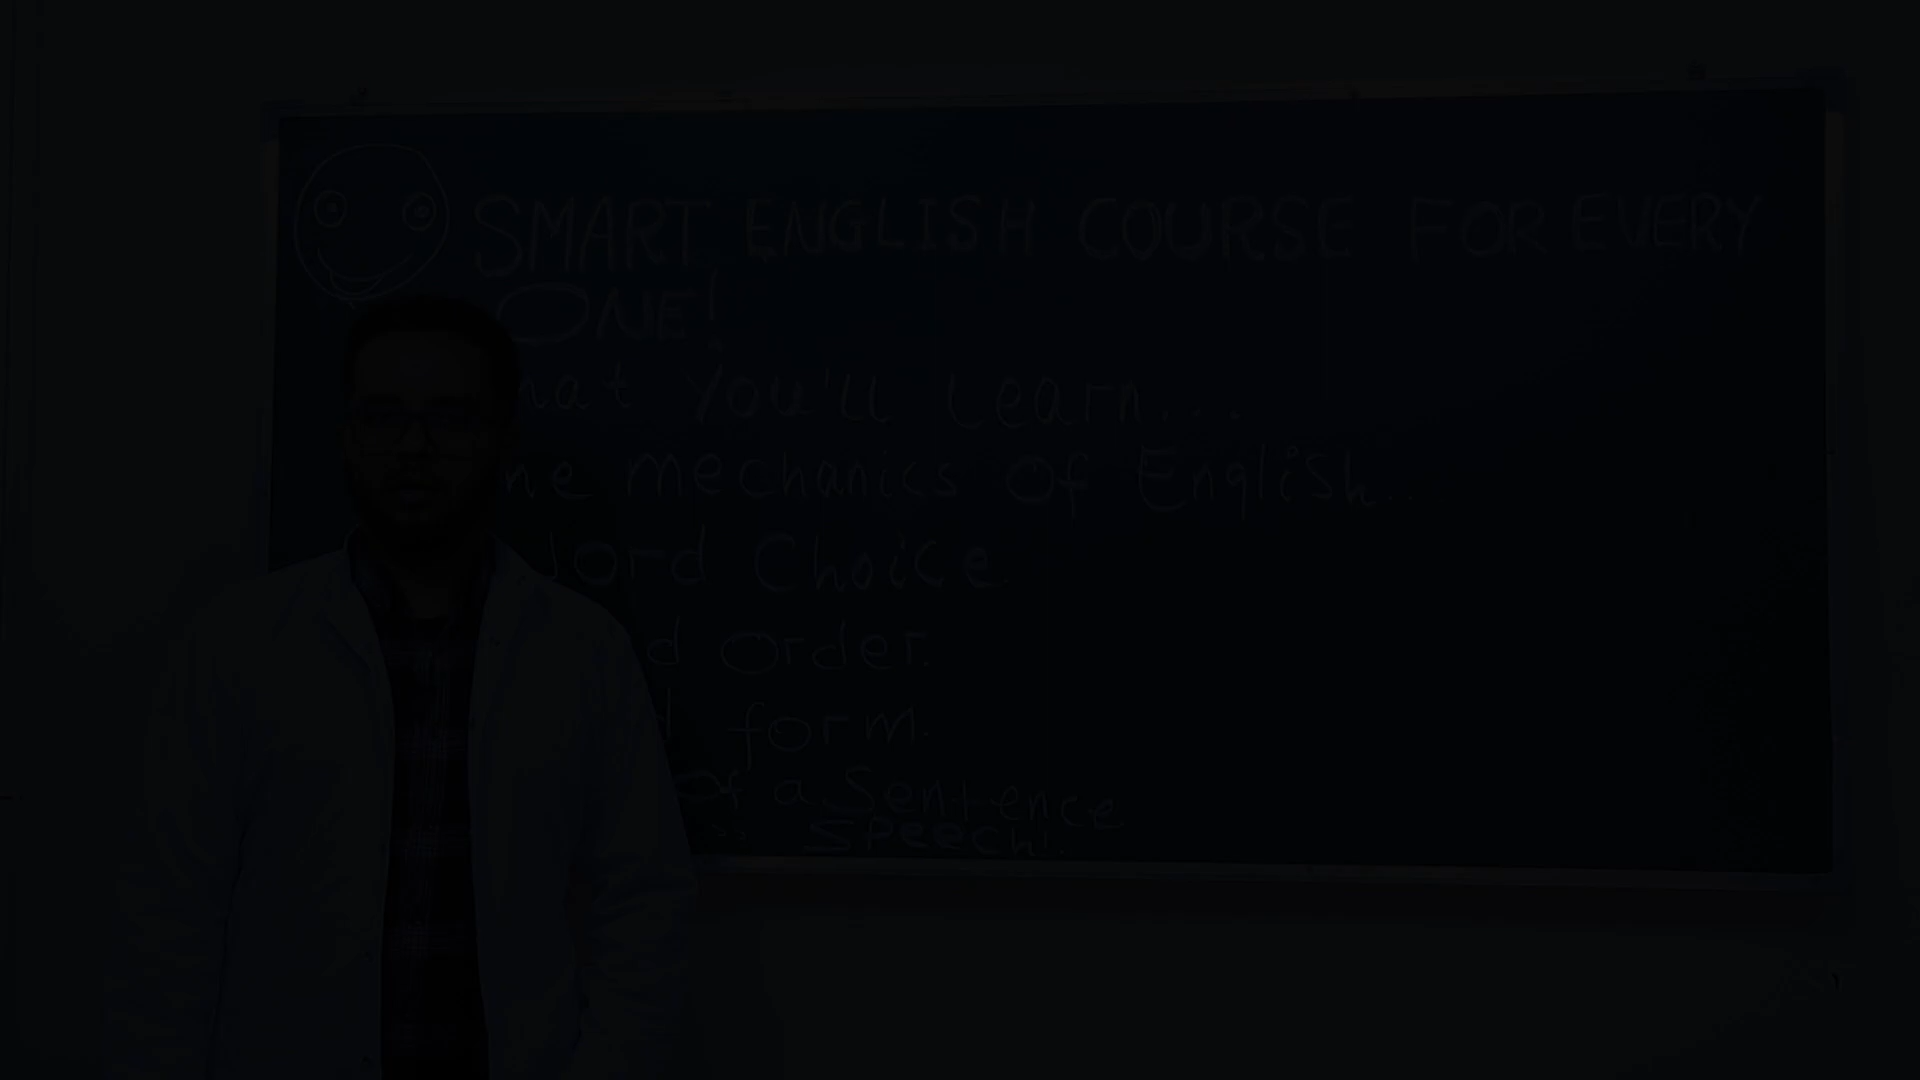 SMART ENGLISH COURSE FOR EVERY
ONE!
hat You'll Learn...
he mechanics Of English..
Word Choice
d Order.
d form.
Of a Sentence
Speech!.